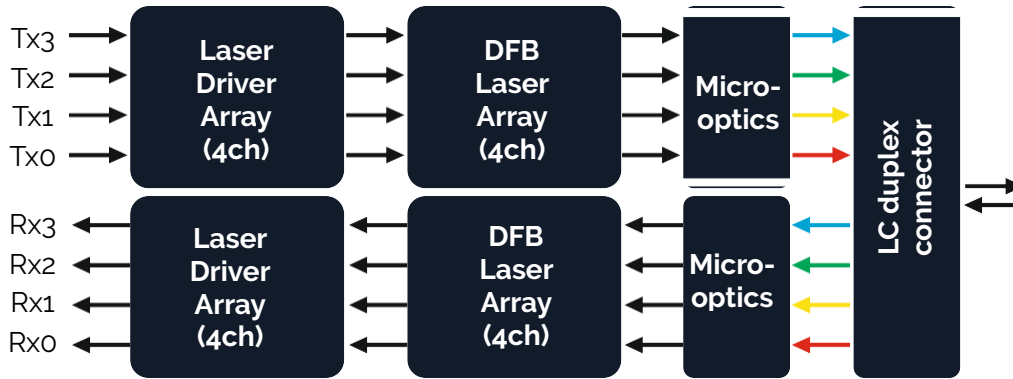 Tx3
Tx2
Tx1
Tx0
Laser
Driver
Array
(4ch)
DFB
Laser
Array
(4ch)
Micro-
optics
LC duplex
connector
Rx3
Rx2
Rx1
Rx0
Laser
Driver
Array
(4ch)
DFB
Laser
Array
(4ch)
Micro-
optics